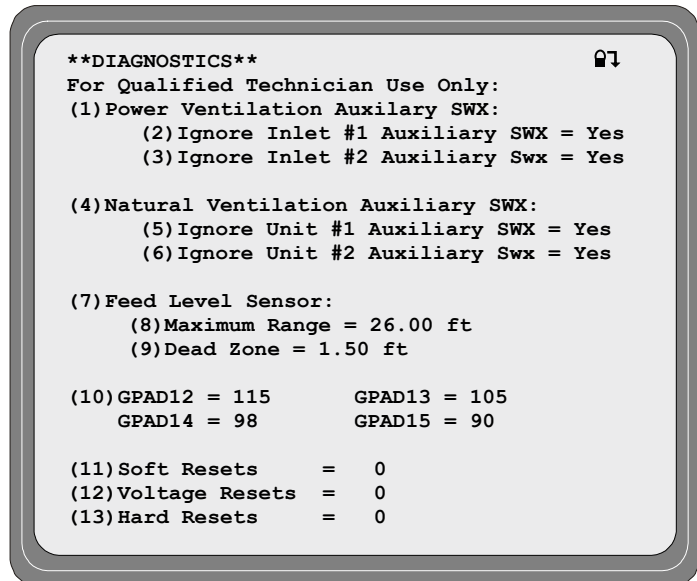 **DIAGNOSTICS**
For Qualified Technician Use Only:
(1)Power Ventilation Auxilary SWX:
(2)Ignore Inlet #1 Auxiliary SWX = Yes
(3)Ignore Inlet #2 Auxiliary Swx = Yes
(4)Natural Ventilation Auxiliary SWX:
(5)Ignore Unit #1 Auxiliary SWX = Yes
(6)Ignore Unit #2 Auxiliary Swx = Yes
(7)Feed Level Sensor:
(8)Maximum Range = 26.00 ft
(9)Dead Zone = 1.50 ft
(10)GPAD12 = 115 GPAD13 = 105
GPAD14 = 98 GPAD15 = 90
(11)Soft Resets = 0
(12)Voltage Resets = 0
(13)Hard Resets = 0